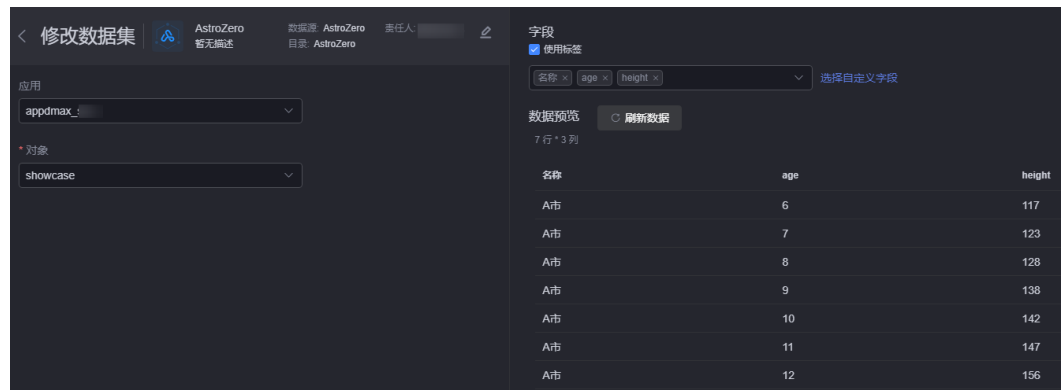 修改数据集
AstroZero
暂无描述
数据源: AstroZero 责任人:
目录: AstroZero
应用
appdmax_
* 对象
showcase
字段
使用标签
名称 × age × height ×
选择自定义字段
数据预览 刷新数据
7 行 * 3 列
名称 age height
A市 6 117
A市 7 123
A市 8 128
A市 9 138
A市 10 142
A市 11 147
A市 12 156